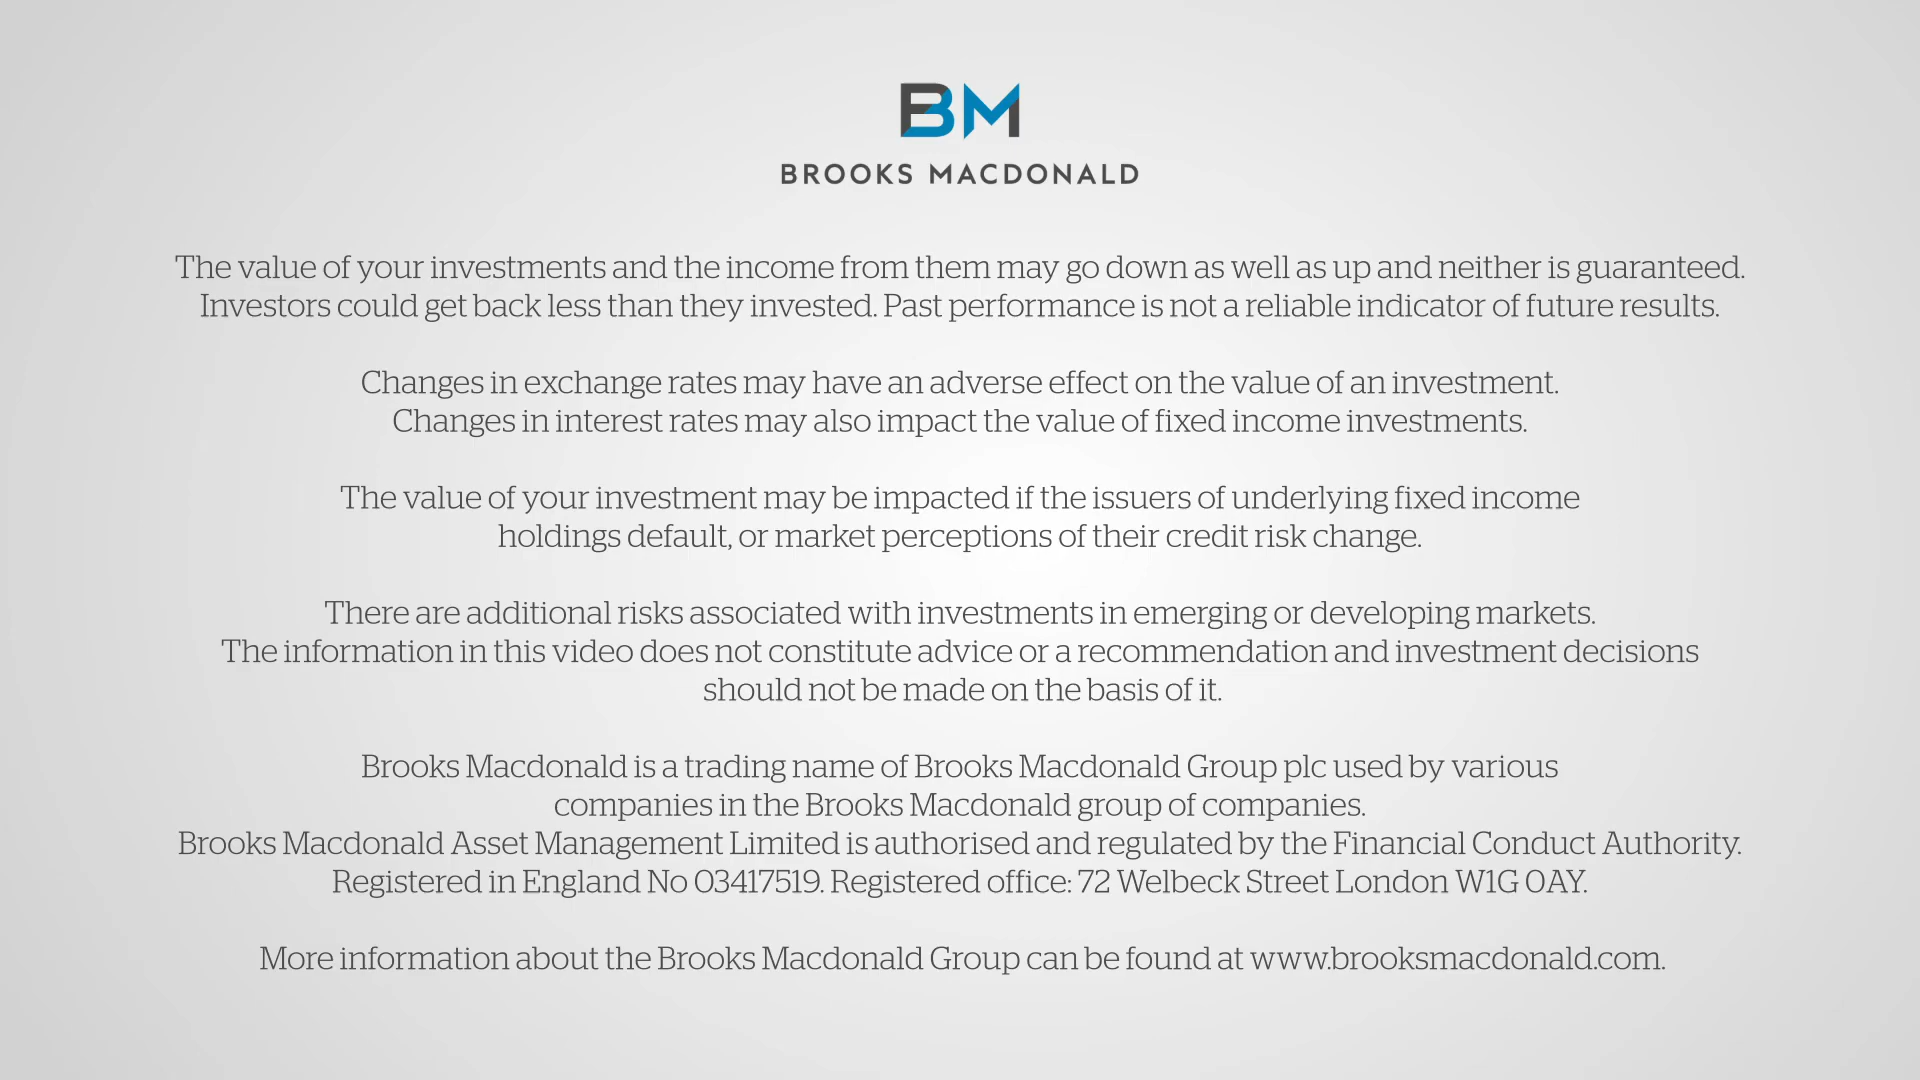 BM
BROOKS MACDONALD
The value of your investments and the income from them may go down as well as up and neither is guaranteed.
Investors could get back less than they invested. Past performance is not a reliable indicator of future results.
Changes in exchange rates may have an adverse effect on the value of an investment.
Changes in interest rates may also impact the value of fixed income investments.
The value of your investment may be impacted if the issuers of underlying fixed income
holdings default, or market perceptions of their credit risk change.
There are additional risks associated with investments in emerging or developing markets.
The information in this video does not constitute advice or a recommendation and investment decisions
should not be made on the basis of it.
Brooks Macdonald is a trading name of Brooks Macdonald Group plc used by various
companies in the Brooks Macdonald group of companies.
Brooks Macdonald Asset Management Limited is authorised and regulated by the Financial Conduct Authority.
Registered in England No 03417519. Registered office: 72 Welbeck Street London W1G 0AY.
More information about the Brooks Macdonald Group can be found at www.brooksmacdonald.com.